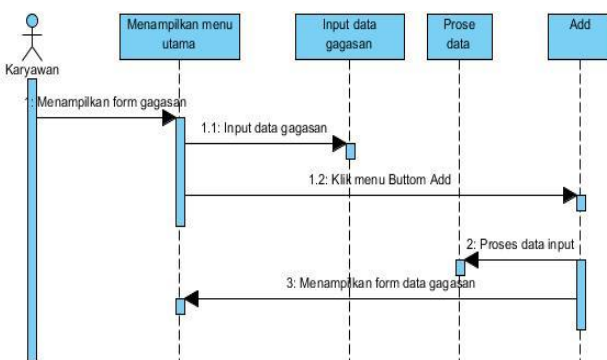 Menampilkan menu
utama
Input data
gagasan
Prose
data
Add
Karyawan
1: Menampilkan form gagasan
1.1: Input data gagasan
1.2: Klik menu Buttom Add
2: Proses data input
3: Menampilkan form data gagasan